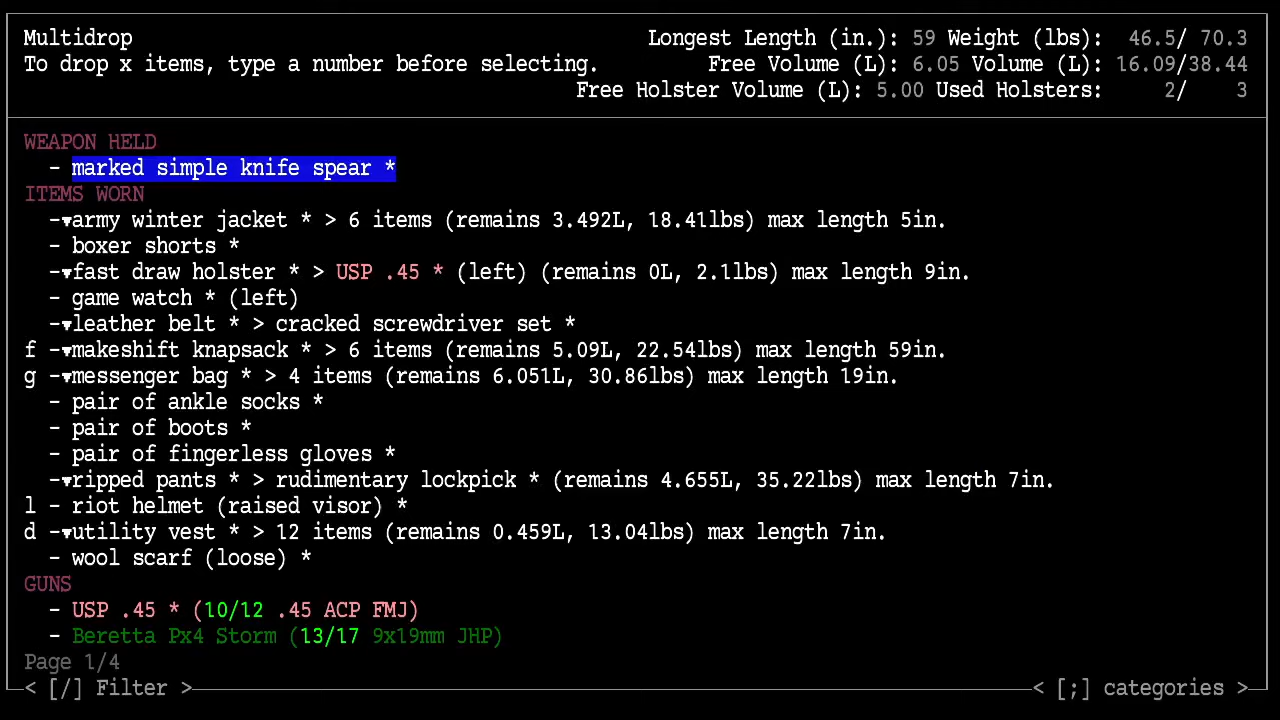 Multidrop Longest Length (in.): 59 Weight (lbs): 46.5/ 70.3
To drop x items, type a number before selecting. Free Volume (L): 6.05 Volume (L): 16.09/38.44
Free Holster Volume (L): 5.00 Used Holsters: 2/ 3
WEAPON HELD
- marked simple knife spear *
ITEMS WORN
-▾army winter jacket * > 6 items (remains 3.492L, 18.41lbs) max length 5in.
- boxer shorts *
-▾fast draw holster * > USP .45 * (left) (remains 0L, 2.1lbs) max length 9in.
- game watch * (left)
-▾leather belt * > cracked screwdriver set *
f -▾makeshift knapsack * > 6 items (remains 5.09L, 22.54lbs) max length 59in.
g -▾messenger bag * > 4 items (remains 6.051L, 30.86lbs) max length 19in.
- pair of ankle socks *
- pair of boots *
- pair of fingerless gloves *
-▾ripped pants * > rudimentary lockpick * (remains 4.655L, 35.22lbs) max length 7in.
l - riot helmet (raised visor) *
d -▾utility vest * > 12 items (remains 0.459L, 13.04lbs) max length 7in.
- wool scarf (loose) *
GUNS
- USP .45 * (10/12 .45 ACP FMJ)
- Beretta Px4 Storm (13/17 9x19mm JHP)
Page 1/4
< [/] Filter > < [;] categories >